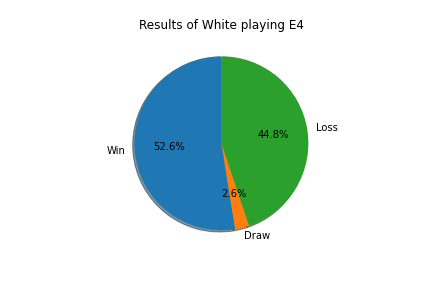 Results of White playing E4
Loss
44.8%
52.6%
Win
2.6%
Draw